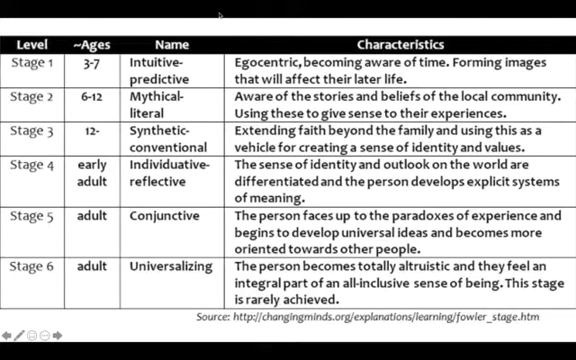 Level ~Ages Name Characteristics
Stage 1 3-7 Intuitive-predictive Egocentric, becoming aware of time. Forming images
that will affect their later life.
Stage 2 6-12 Mythical-literal Aware of the stories and beliefs of the local community.
Using these to give sense to their experiences.
Stage 3 12- Synthetic-conventional Extending faith beyond the family and using this as a
vehicle for creating a sense of identity and values.
Stage 4 early adult Individuative-reflective The sense of identity and outlook on the world are
differentiated and the person develops explicit systems
of meaning.
Stage 5 adult Conjunctive The person faces up to the paradoxes of experience and
begins to develop universal ideas and becomes more
oriented towards other people.
Stage 6 adult Universalizing The person becomes totally altruistic and they feel an
integral part of an all-inclusive sense of being. This stage
is rarely achieved.
Source: http://changingminds.org/explanations/learning/fowler_stage.htm